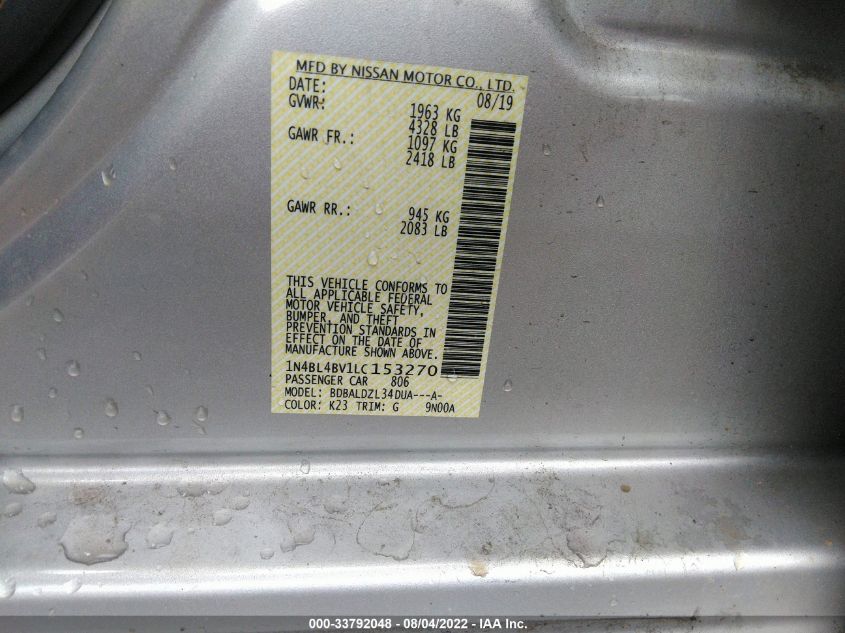 MFD BY NISSAN MOTOR CO., LTD.
DATE: 08/19
GVWR: 1963 KG
4328 LB
GAWR FR.: 1097 KG
2418 LB
GAWR RR.: 945 KG
2083 LB
THIS VEHICLE CONFORMS TO
ALL APPLICABLE FEDERAL
MOTOR VEHICLE SAFETY,
BUMPER, AND THEFT
PREVENTION STANDARDS IN
EFFECT ON THE DATE OF
MANUFACTURE SHOWN ABOVE.
1N4BL4BV1LC153270
PASSENGER CAR 806
MODEL: BDBALDZL34DUA---A-
COLOR: K23 TRIM: G 9N00A
000-33792048 - 08/04/2022 - IAA Inc.